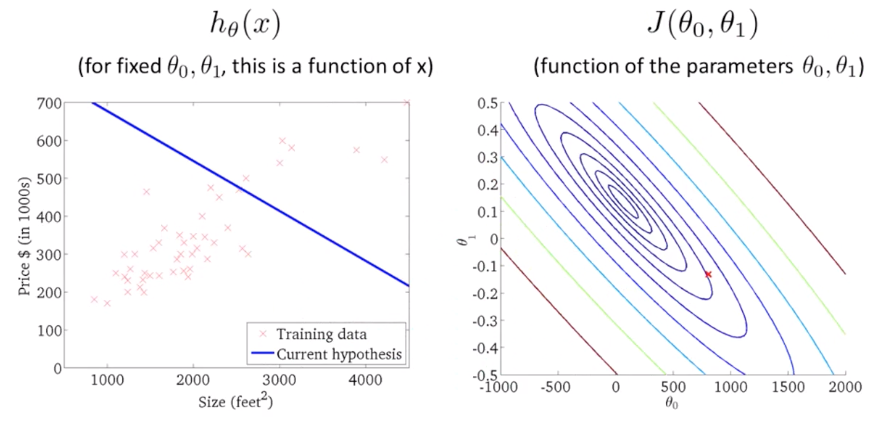 h_θ(x)
(for fixed θ₀, θ₁, this is a function of x)
700
600
500
400
300
200
100
0
Price $ (in 1000s)
1000 2000 3000 4000
Size (feet²)
Training data
Current hypothesis
J(θ₀, θ₁)
(function of the parameters θ₀, θ₁)
0.5
0.4
0.3
0.2
0.1
0
-0.1
-0.2
-0.3
-0.4
-0.5
θ₁
-1000 -500 0 500 1000 1500 2000
θ₀